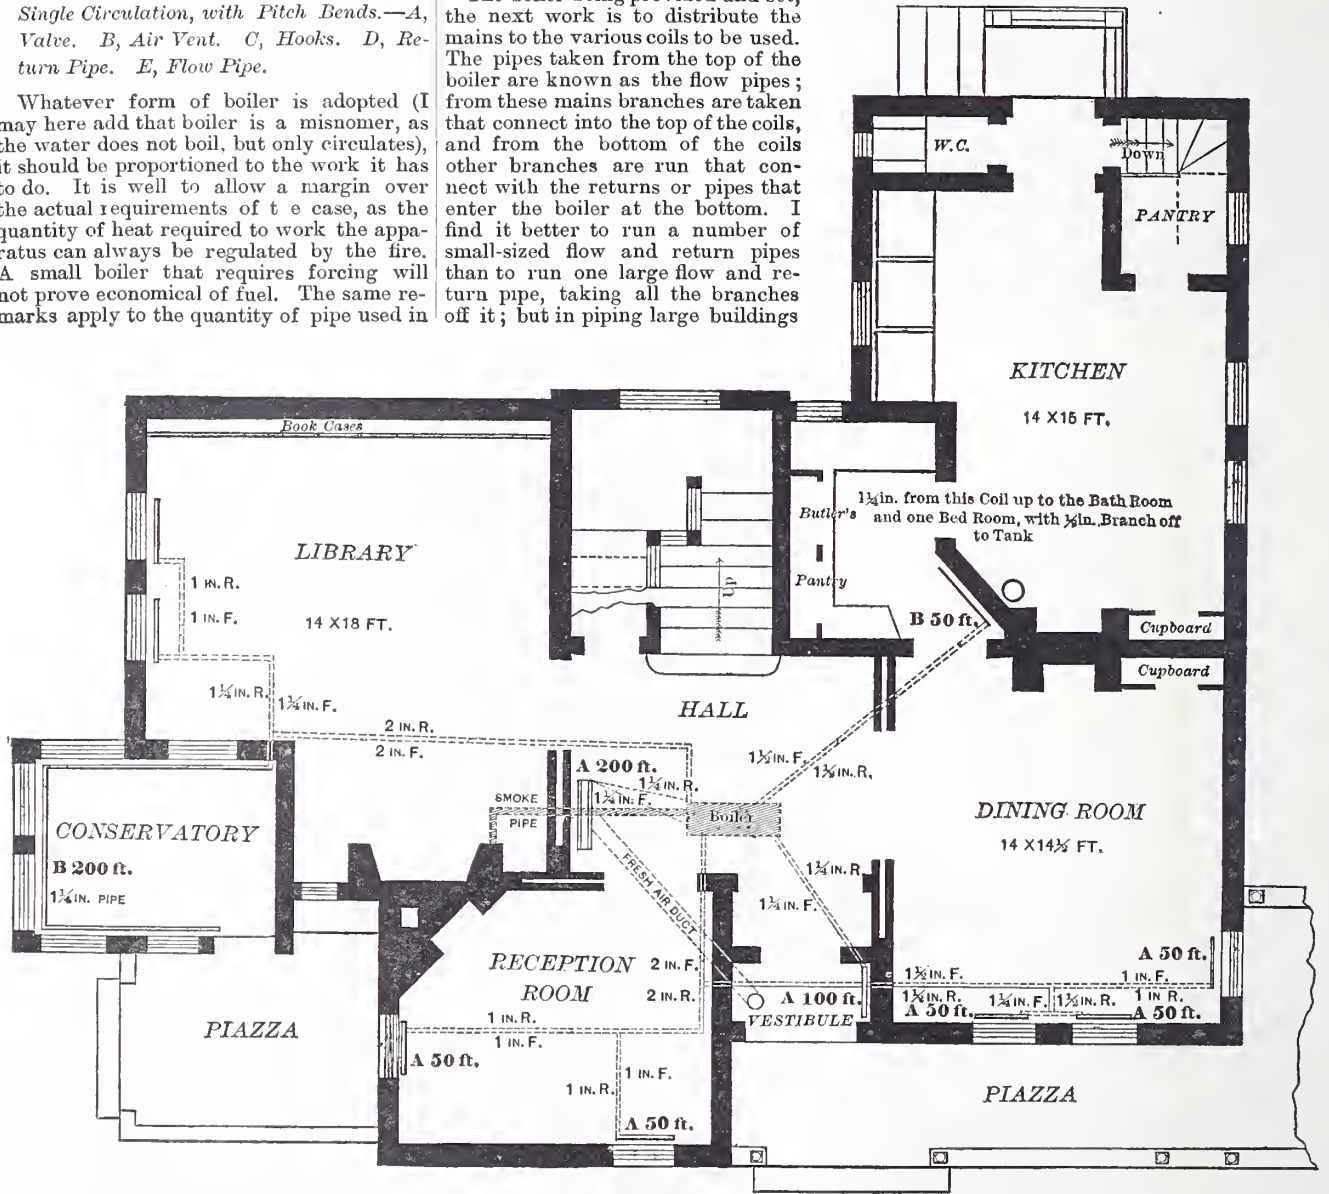 Single Circulation, with Pitch Bends.—A,
Valve. B, Air Vent. C, Hooks. D, Re-
turn Pipe. E, Flow Pipe.
Whatever form of boiler is adopted (I
may here add that boiler is a misnomer, as
the water does not boil, but only circulates),
it should be proportioned to the work it has
to do. It is well to allow a margin over
the actual requirements of t e case, as the
quantity of heat required to work the appa-
ratus can always be regulated by the fire.
A small boiler that requires forcing will
not prove economical of fuel. The same re-
marks apply to the quantity of pipe used in
the next work is to distribute the
mains to the various coils to be used.
The pipes taken from the top of the
boiler are known as the flow pipes;
from these mains branches are taken
that connect into the top of the coils,
and from the bottom of the coils
other branches are run that con-
nect with the returns or pipes that
enter the boiler at the bottom. I
find it better to run a number of
small-sized flow and return pipes
than to run one large flow and re-
turn pipe, taking all the branches
off it; but in piping large buildings
W.C.
Down
PANTRY
KITCHEN
14 X15 FT.
Book Cases
1¼in. from this Coil up to the Bath Room
and one Bed Room, with ½in. Branch off
to Tank
Butler's
Pantry
LIBRARY
14 X18 FT.
1 IN. R.
1 IN. F.
Up
B 50 ft.
Cupboard
Cupboard
1¼ IN. R.
1¼ IN. F.
HALL
2 IN. R.
2 IN. F.
1½ IN. F.
1½ IN. R.
A 200 ft.
1¼ IN. R.
1¼ IN. F.
SMOKE
PIPE
Boiler
CONSERVATORY
B 200 ft.
1¼ IN. PIPE
DINING ROOM
14 X14½ FT.
FRESH AIR DUCT
1¼ IN. R.
1¼ IN. F.
RECEPTION
ROOM
2 IN. F.
2 IN. R.
A 100 ft.
VESTIBULE
A 50 ft.
1½ IN. F.
1 IN. F.
1½ IN. R.
1¼ IN. F.
1½ IN. R.
1 IN R.
A 50 ft.
A 50 ft.
PIAZZA
1 IN. R.
1 IN. F.
A 50 ft.
1 IN. R.
1 IN. F.
A 50 ft.
PIAZZA